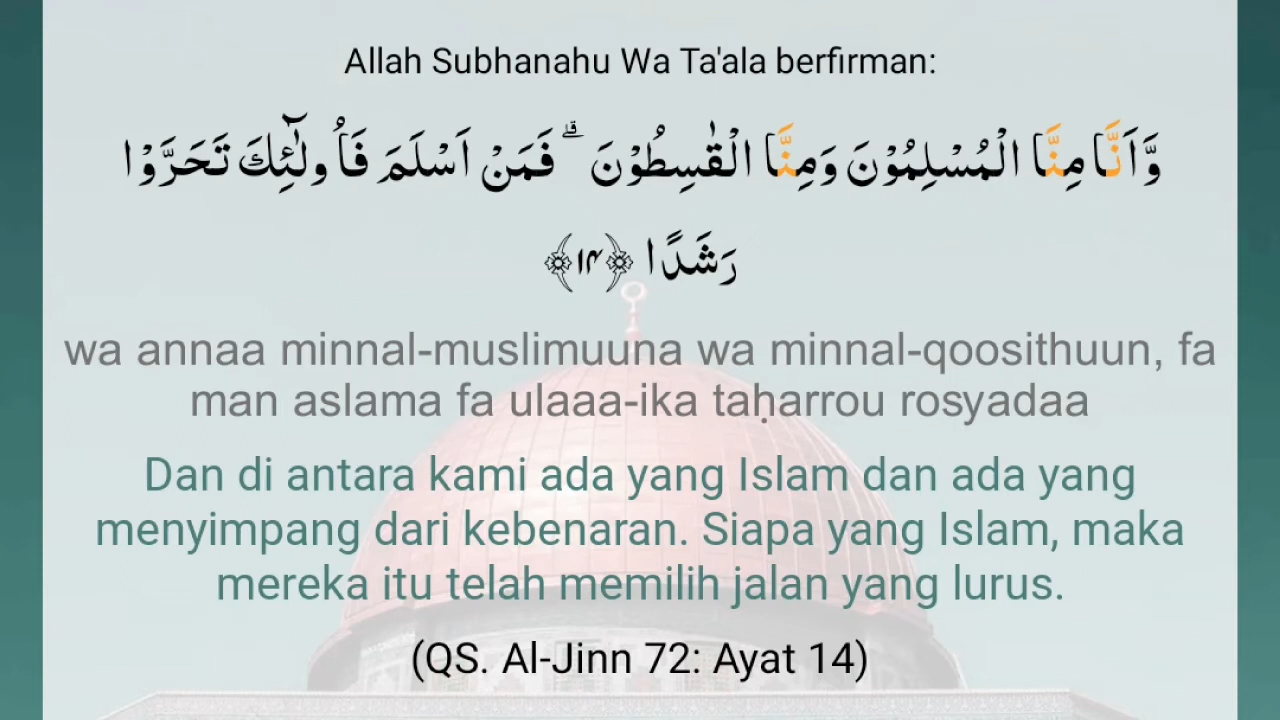 Allah Subhanahu Wa Ta'ala berfirman:
وَّاَنَّا مِنَّا الْمُسْلِمُوْنَ وَمِنَّا الْقٰسِطُوْنَ ۗ فَمَنْ اَسْلَمَ فَاُولٰۤئِكَ تَحَرَّوْا
رَشَدًا ﴿١٤﴾
wa annaa minnal-muslimuuna wa minnal-qoosithuun, fa
man aslama fa ulaaa-ika taḥarrou rosyadaa
Dan di antara kami ada yang Islam dan ada yang
menyimpang dari kebenaran. Siapa yang Islam, maka
mereka itu telah memilih jalan yang lurus.
(QS. Al-Jinn 72: Ayat 14)